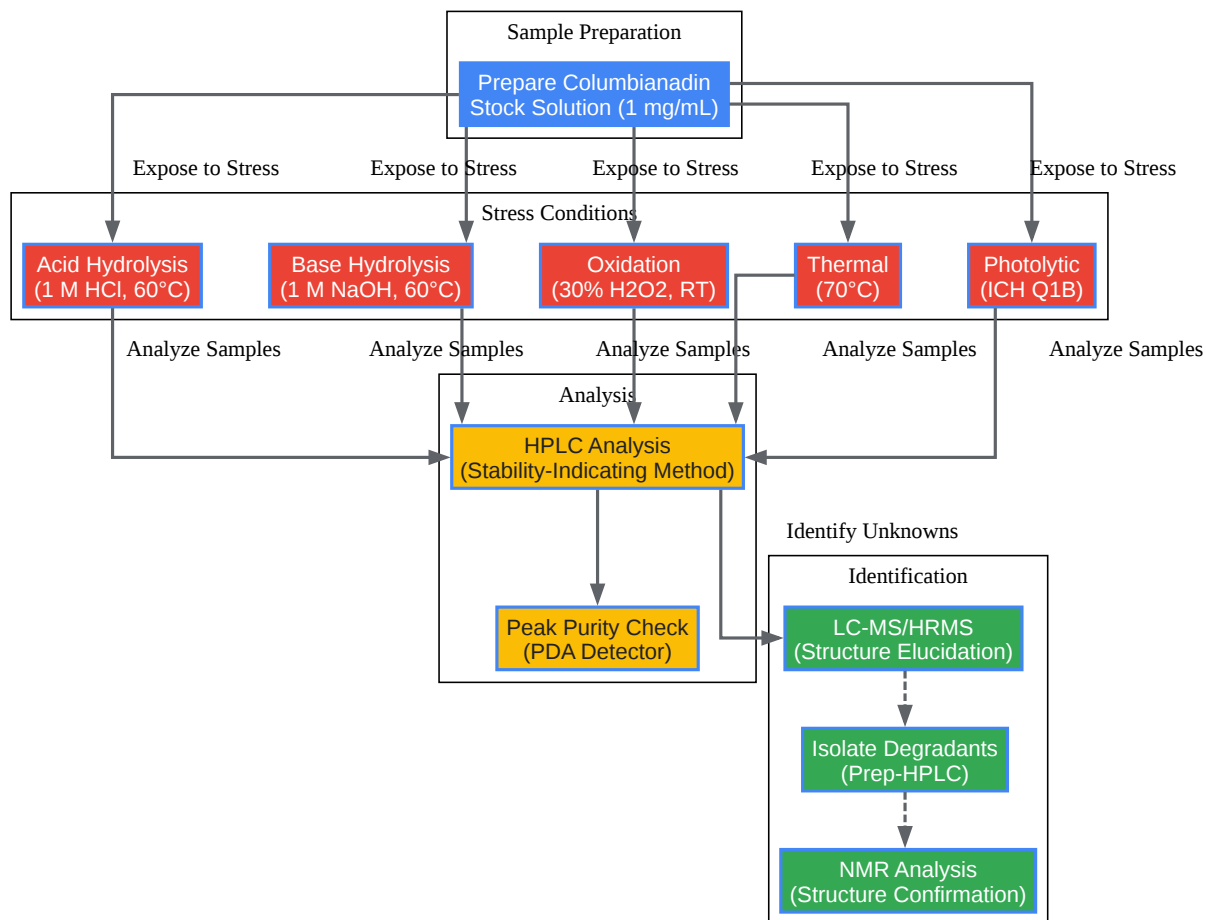 Sample Preparation
Prepare Columbianadin
Stock Solution (1 mg/mL)
Expose to Stress
Expose to Stress
Expose to Stress
Expose to Stress
Expose to Stress
Stress Conditions
Acid Hydrolysis
(1 M HCl, 60°C)
Base Hydrolysis
(1 M NaOH, 60°C)
Oxidation
(30% H2O2, RT)
Thermal
(70°C)
Photolytic
(ICH Q1B)
Analyze Samples
Analyze Samples
Analyze Samples
Analyze Samples
Analyze Samples
Analysis
HPLC Analysis
(Stability-Indicating Method)
Identify Unknowns
Identification
Peak Purity Check
(PDA Detector)
LC-MS/HRMS
(Structure Elucidation)
Isolate Degradants
(Prep-HPLC)
NMR Analysis
(Structure Confirmation)